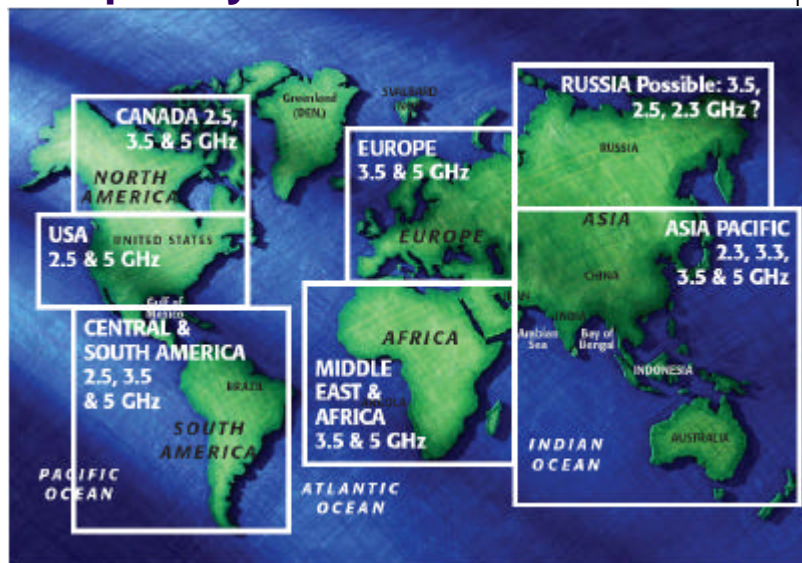 CANADA 2.5,
3.5 & 5 GHz
NORTH
AMERICA
Greenland
(DEN.)
SVALBARD
EUROPE
3.5 & 5 GHz
EUROPE
RUSSIA Possible: 3.5,
2.5, 2.3 GHz ?
RUSSIA
USA
2.5 & 5 GHz
UNITED STATES
Gulf of
Mexico
ASIA
ASIA PACIFIC
2.3, 3.3,
3.5 & 5 GHz
CHINA
INDIA
Arabian
Sea
Bay of
Bengal
INDONESIA
AUSTRALIA
CENTRAL &
SOUTH AMERICA
2.5, 3.5
& 5 GHz
BRAZIL
SOUTH
AMERICA
AFRICA
MIDDLE
EAST &
AFRICA
3.5 & 5 GHz
INDIAN
OCEAN
PACIFIC
OCEAN
ATLANTIC
OCEAN